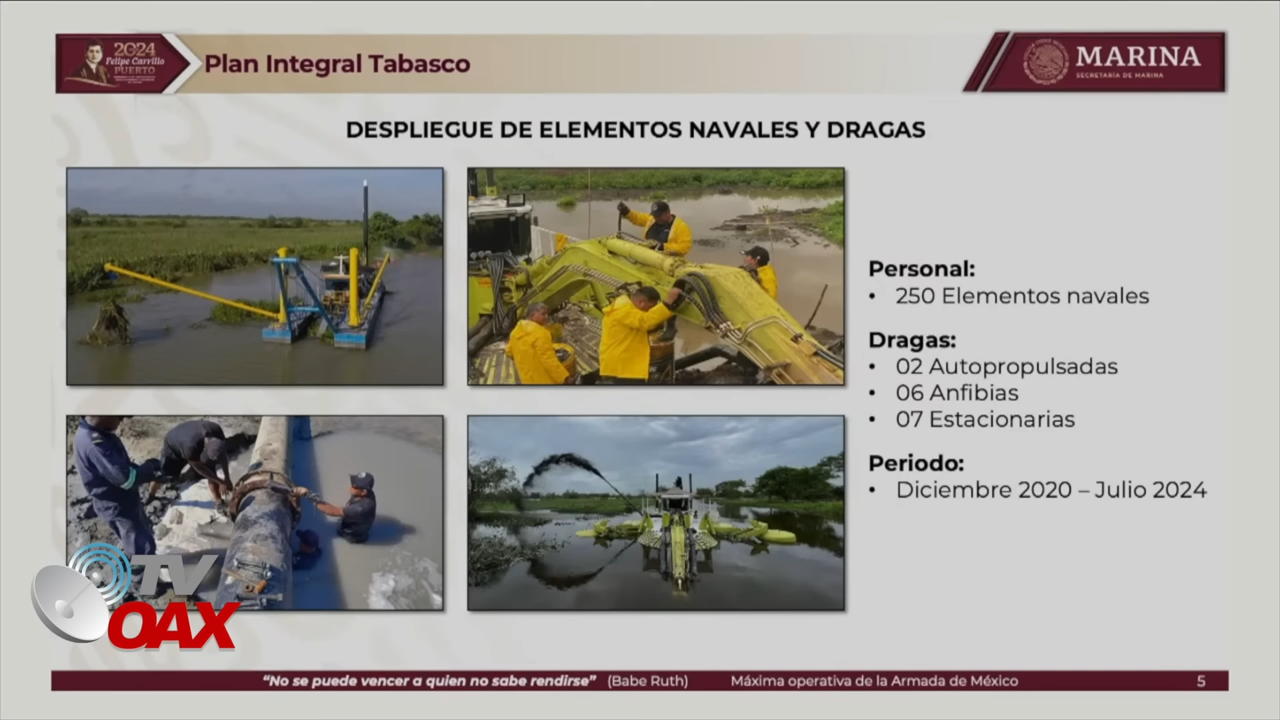 2024
Felipe Carrillo
PUERTO
Plan Integral Tabasco
MARINA
SECRETARÍA DE MARINA
DESPLIEGUE DE ELEMENTOS NAVALES Y DRAGAS
Personal:
• 250 Elementos navales
Dragas:
• 02 Autopropulsadas
• 06 Anfibias
• 07 Estacionarias
Periodo:
• Diciembre 2020 – Julio 2024
TV
OAX
“No se puede vencer a quien no sabe rendirse” (Babe Ruth) Máxima operativa de la Armada de México 5